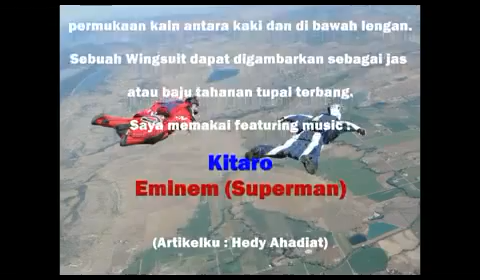 permukaan kain antara kaki dan di bawah lengan.
Sebuah Wingsuit dapat digambarkan sebagai jas
atau baju tahanan tupai terbang.
Saya memakai featuring music :
Kitaro
Eminem (Superman)
(Artikelku : Hedy Ahadiat)